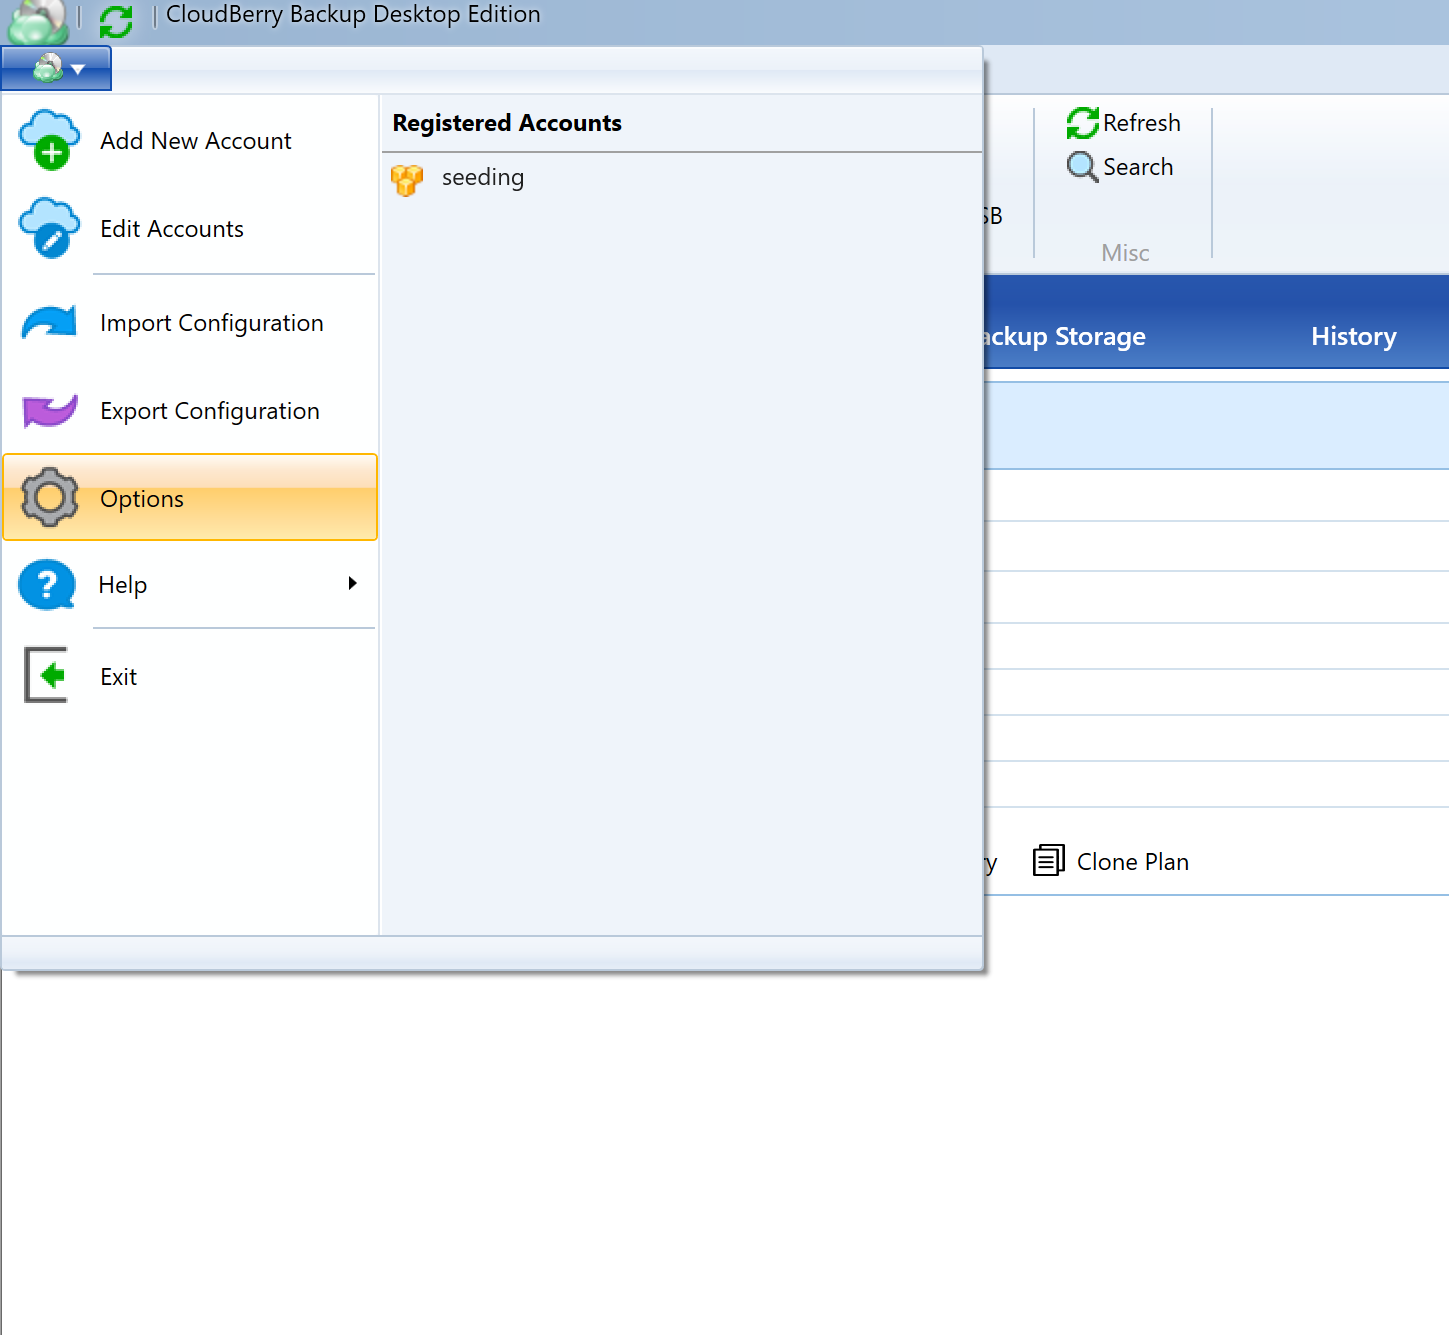 CloudBerry Backup Desktop Edition
Add New Account
Edit Accounts
Import Configuration
Export Configuration
Options
Help
Exit
Registered Accounts
seeding
SB
Refresh
Search
Misc
ackup Storage
History
ry
Clone Plan